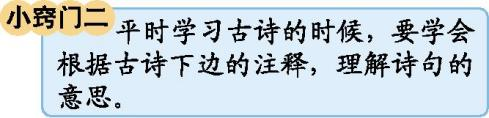 小窍门二
平时学习古诗的时候，要学会
根据古诗下边的注释，理解诗句的
意思。